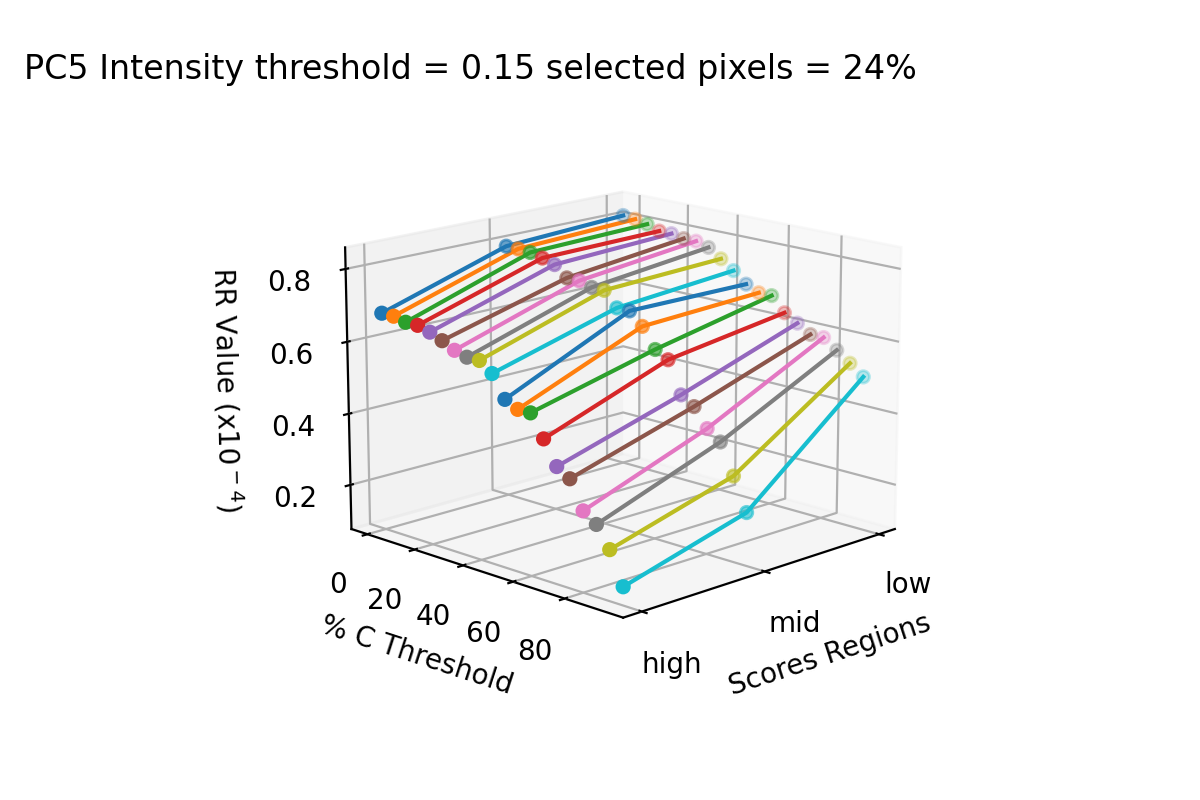 PC5 Intensity threshold = 0.15 selected pixels = 24%
RR Value (x10⁻⁴)
0.8
0.6
0.4
0.2
0
20
40
60
80
% C Threshold
high
mid
low
Scores Regions